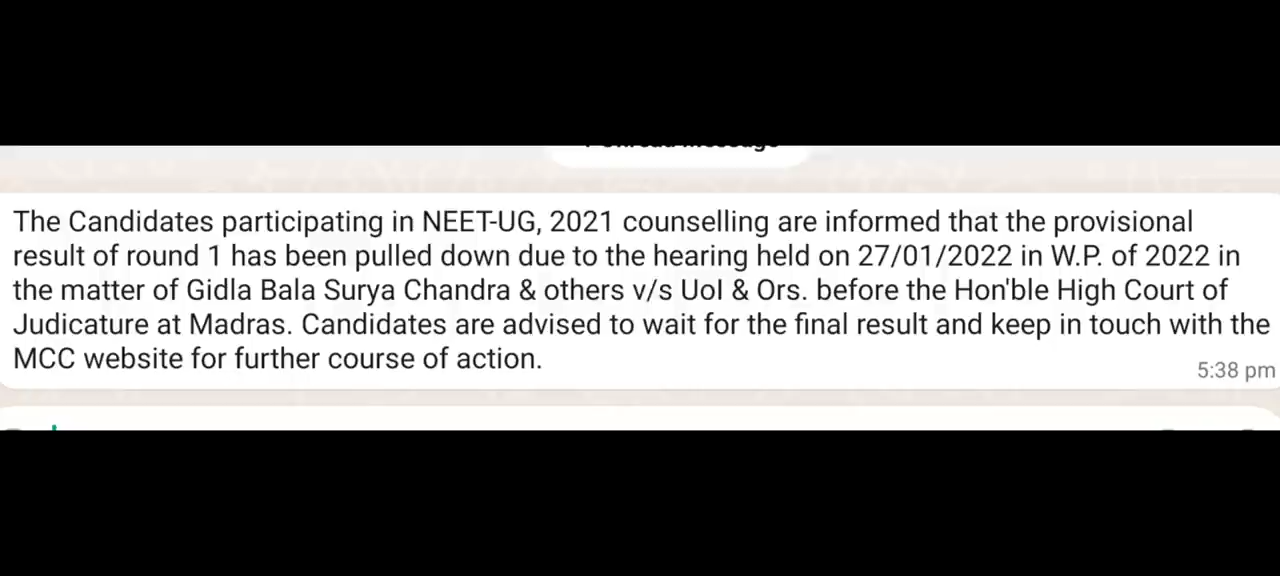 The Candidates participating in NEET-UG, 2021 counselling are informed that the provisional
result of round 1 has been pulled down due to the hearing held on 27/01/2022 in W.P. of 2022 in
the matter of Gidla Bala Surya Chandra & others v/s UoI & Ors. before the Hon'ble High Court of
Judicature at Madras. Candidates are advised to wait for the final result and keep in touch with the
MCC website for further course of action.
5:38 pm